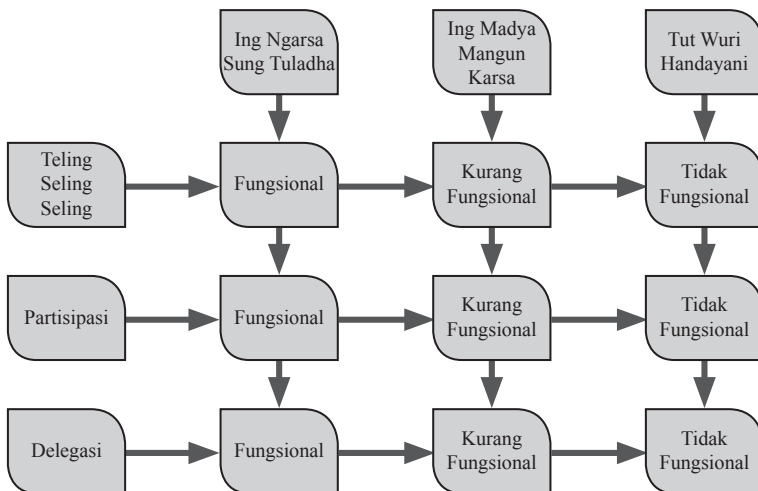 Ing Ngarsa
Sung Tuladha
Ing Madya
Mangun
Karsa
Tut Wuri
Handayani
Teling
Seling
Seling
Fungsional
Kurang
Fungsional
Tidak
Fungsional
Partisipasi
Fungsional
Kurang
Fungsional
Tidak
Fungsional
Delegasi
Fungsional
Kurang
Fungsional
Tidak
Fungsional